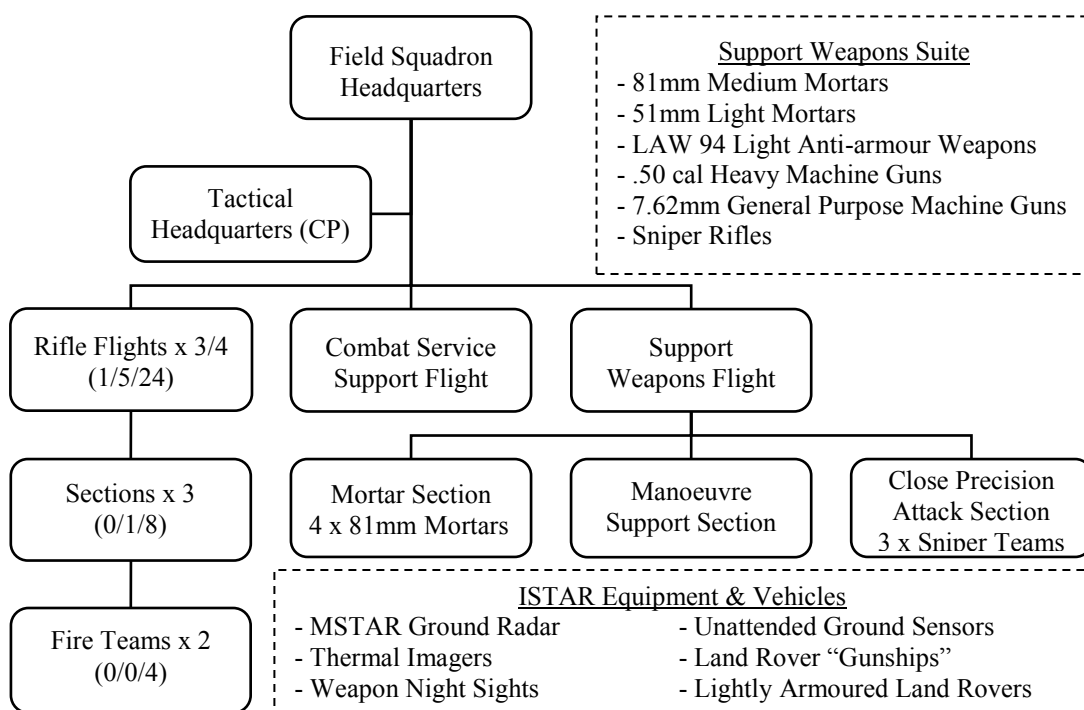 Field Squadron
Headquarters
Support Weapons Suite
- 81mm Medium Mortars
- 51mm Light Mortars
- LAW 94 Light Anti-armour Weapons
- .50 cal Heavy Machine Guns
- 7.62mm General Purpose Machine Guns
- Sniper Rifles
Tactical
Headquarters (CP)
Rifle Flights x 3/4
(1/5/24)
Combat Service
Support Flight
Support
Weapons Flight
Sections x 3
(0/1/8)
Mortar Section
4 x 81mm Mortars
Manoeuvre
Support Section
Close Precision
Attack Section
3 x Sniper Teams
Fire Teams x 2
(0/0/4)
ISTAR Equipment & Vehicles
- MSTAR Ground Radar
- Thermal Imagers
- Weapon Night Sights
- Unattended Ground Sensors
- Land Rover “Gunships”
- Lightly Armoured Land Rovers